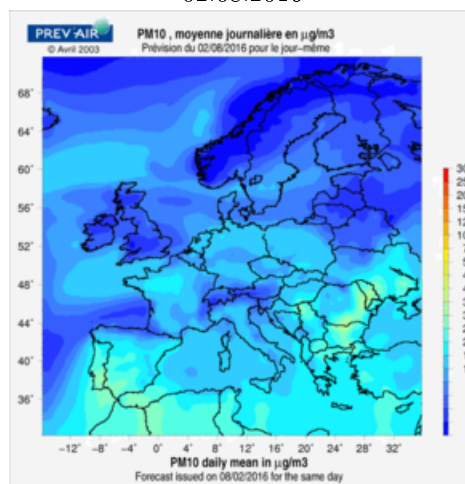 PREV'AIR
© Avril 2003
PM10 , moyenne journalière en µg/m3
Prévision du 02/08/2016 pour le jour-même
68°
64°
60°
56°
52°
48°
44°
40°
36°
−12° −8° −4° 0° 4° 8° 12° 16° 20° 24° 28° 32°
PM10 daily mean in µg/m3
Forecast issued on 08/02/2016 for the same day